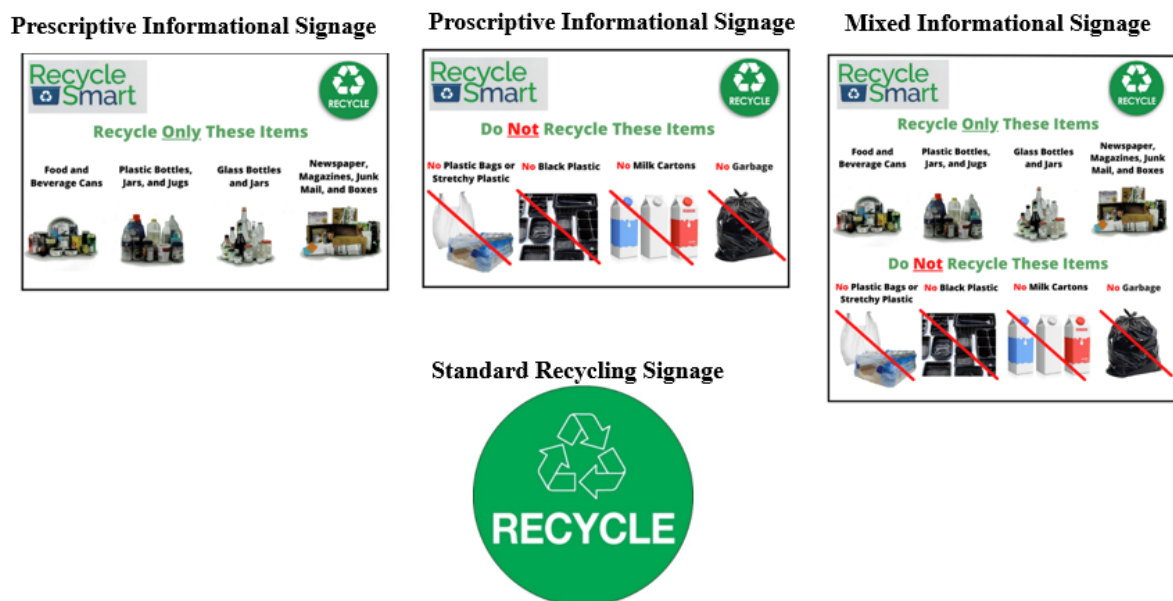 Prescriptive Informational Signage
Recycle
Smart
RECYCLE
Recycle Only These Items
Food and
Beverage Cans
Plastic Bottles,
Jars, and Jugs
Glass Bottles
and Jars
Newspaper,
Magazines, Junk
Mail, and Boxes
Proscriptive Informational Signage
Recycle
Smart
RECYCLE
Do Not Recycle These Items
No Plastic Bags or
Stretchy Plastic
No Black Plastic
No Milk Cartons
No Garbage
Mixed Informational Signage
Recycle
Smart
RECYCLE
Recycle Only These Items
Food and
Beverage Cans
Plastic Bottles,
Jars, and Jugs
Glass Bottles
and Jars
Newspaper,
Magazines, Junk
Mail, and Boxes
Do Not Recycle These Items
No Plastic Bags or
Stretchy Plastic
No Black Plastic
No Milk Cartons
No Garbage
Standard Recycling Signage
RECYCLE